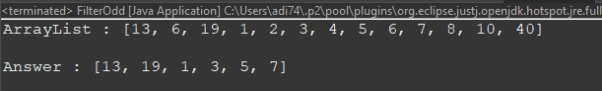 <terminated> FilterOdd [Java Application] C:\Users\adi74\.p2\pool\plugins\org.eclipse.justj.openjdk.hotspot.jre.full
ArrayList : [13, 6, 19, 1, 2, 3, 4, 5, 6, 7, 8, 10, 40]
Answer : [13, 19, 1, 3, 5, 7]